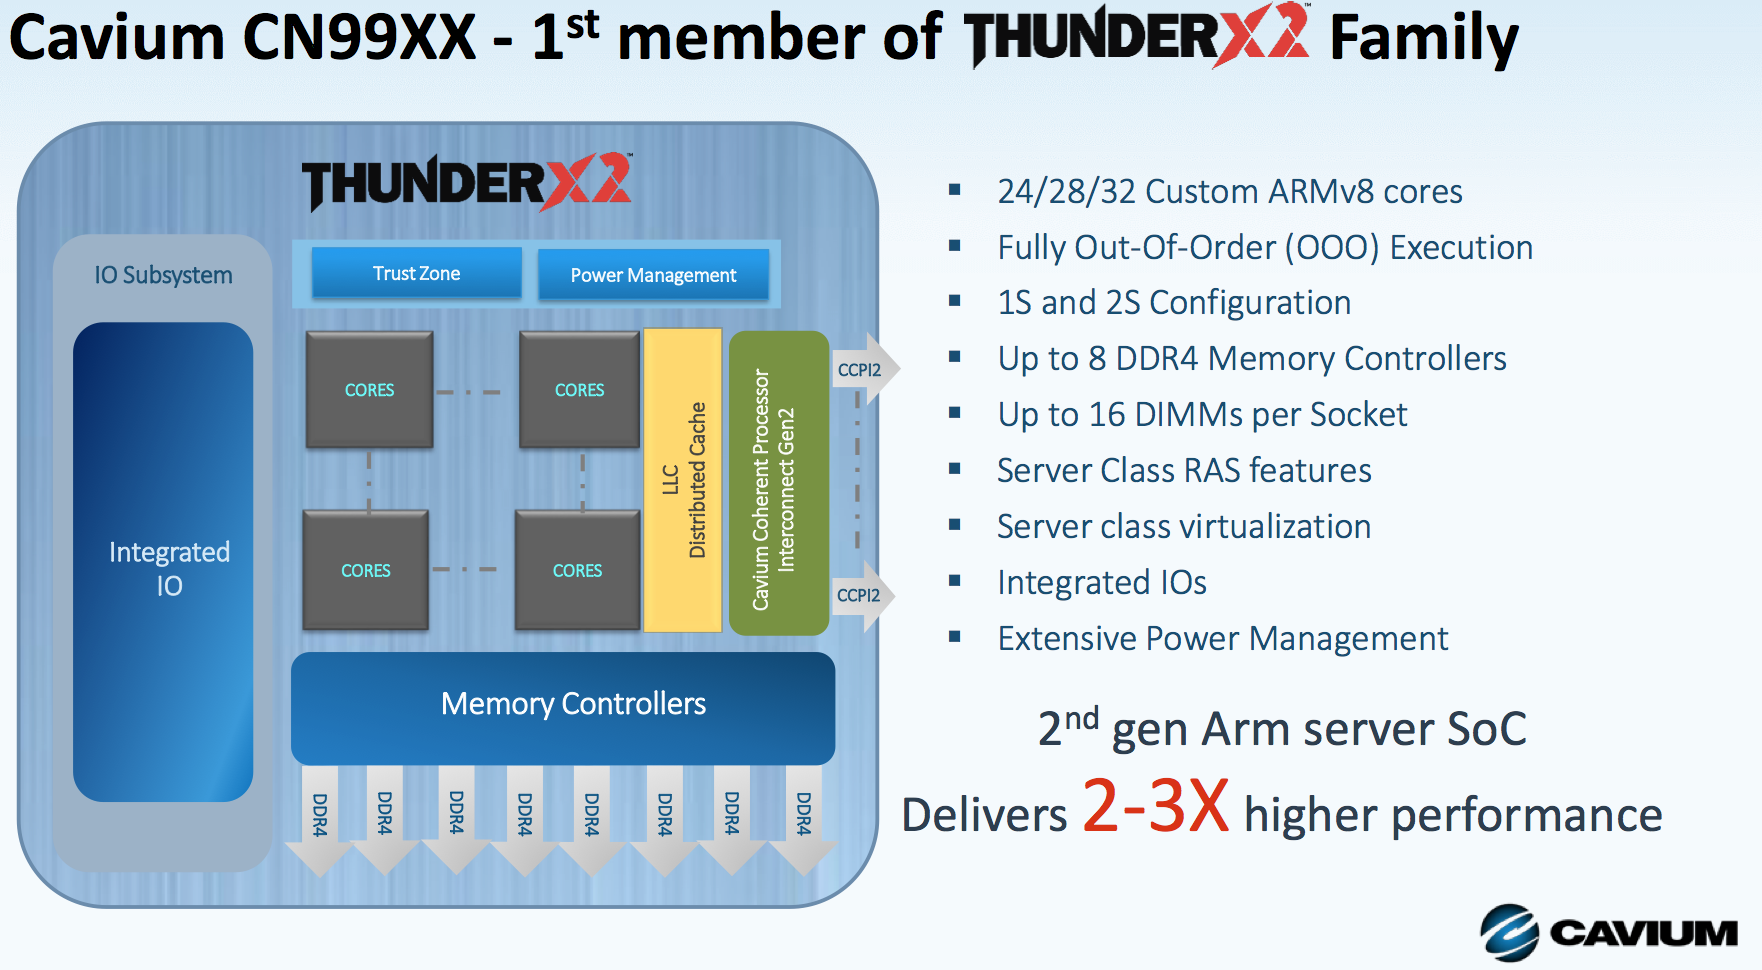 Cavium CN99XX - 1st member of THUNDERX2™ Family
THUNDERX2™
IO Subsystem
Integrated
IO
Trust Zone
Power Management
CORES
CORES
CORES
CORES
LLC
Distributed Cache
Cavium Coherent Processor
Interconnect Gen2
CCPI2
CCPI2
Memory Controllers
DDR4
DDR4
DDR4
DDR4
DDR4
DDR4
DDR4
DDR4
▪ 24/28/32 Custom ARMv8 cores
▪ Fully Out-Of-Order (OOO) Execution
▪ 1S and 2S Configuration
▪ Up to 8 DDR4 Memory Controllers
▪ Up to 16 DIMMs per Socket
▪ Server Class RAS features
▪ Server class virtualization
▪ Integrated IOs
▪ Extensive Power Management
2nd gen Arm server SoC
Delivers 2-3X higher performance
CAVIUM